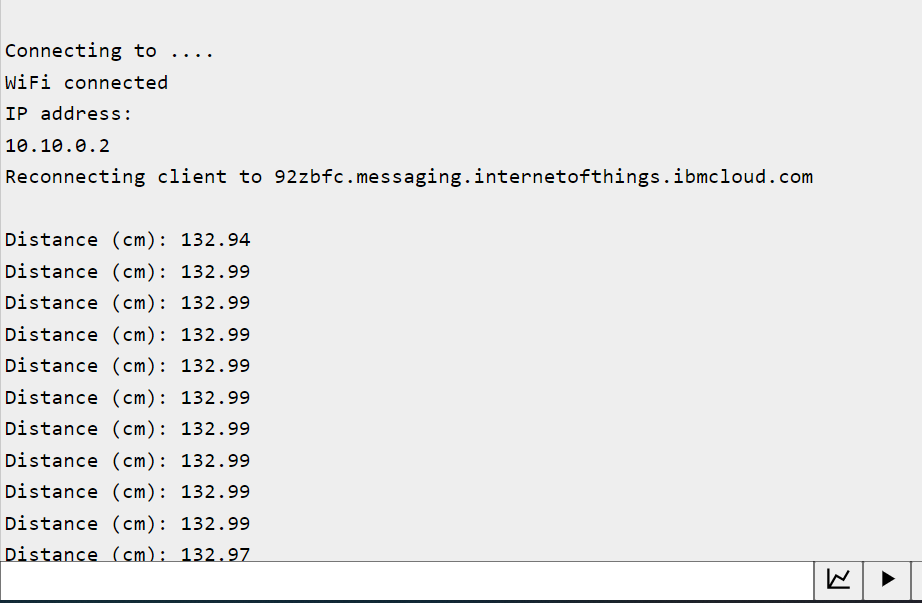 Connecting to ....
WiFi connected
IP address:
10.10.0.2
Reconnecting client to 92zbfc.messaging.internetofthings.ibmcloud.com
Distance (cm): 132.94
Distance (cm): 132.99
Distance (cm): 132.99
Distance (cm): 132.99
Distance (cm): 132.99
Distance (cm): 132.99
Distance (cm): 132.99
Distance (cm): 132.99
Distance (cm): 132.99
Distance (cm): 132.99
Distance (cm): 132.97